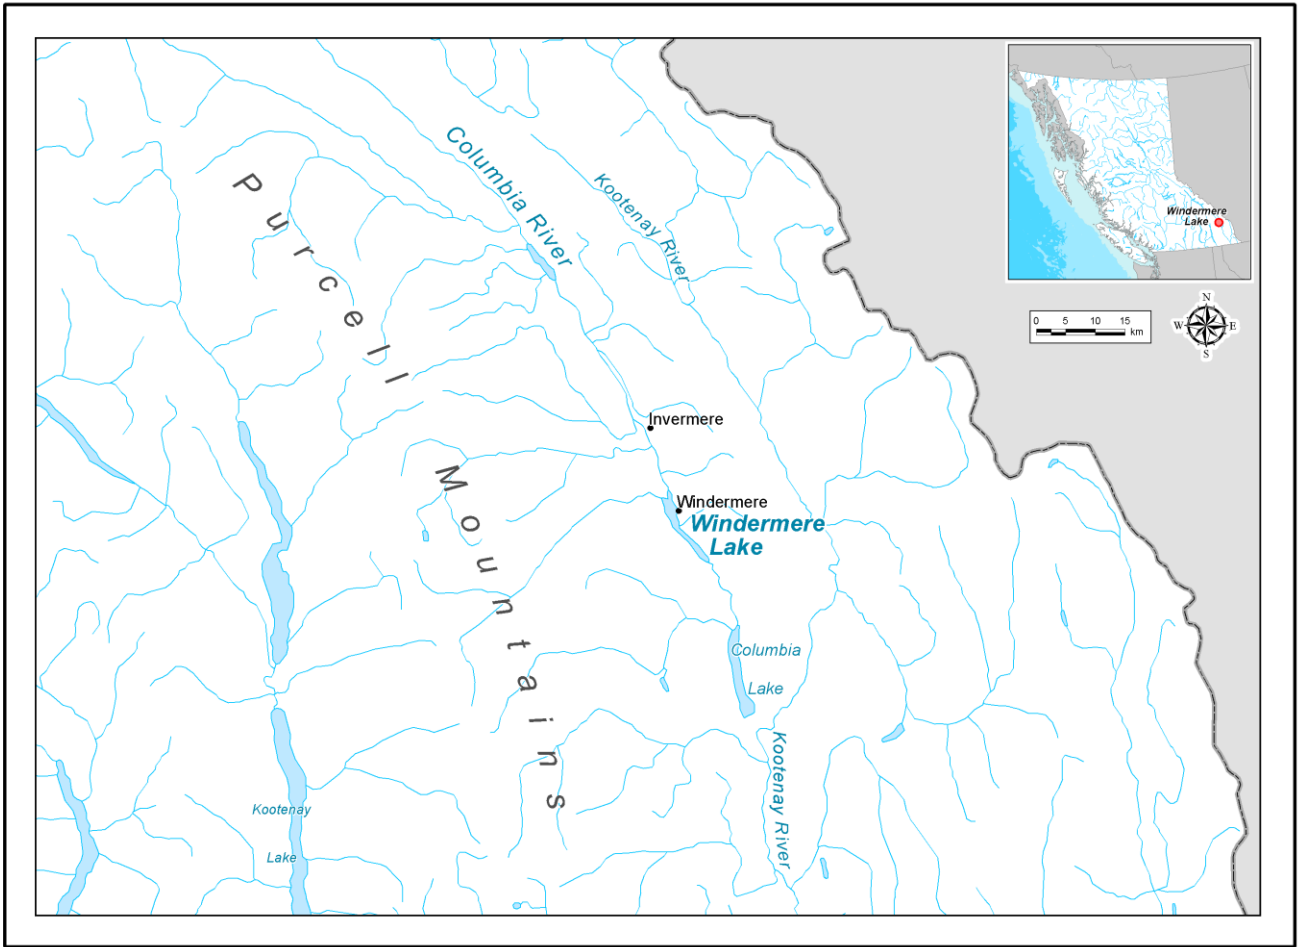 Columbia River
Kootenay River
Purcell
Mountains
Windermere
Lake
0 5 10 15
km
N
W E
S
Invermere
Windermere
Windermere
Lake
Columbia
Lake
Kootenay River
Kootenay
Lake